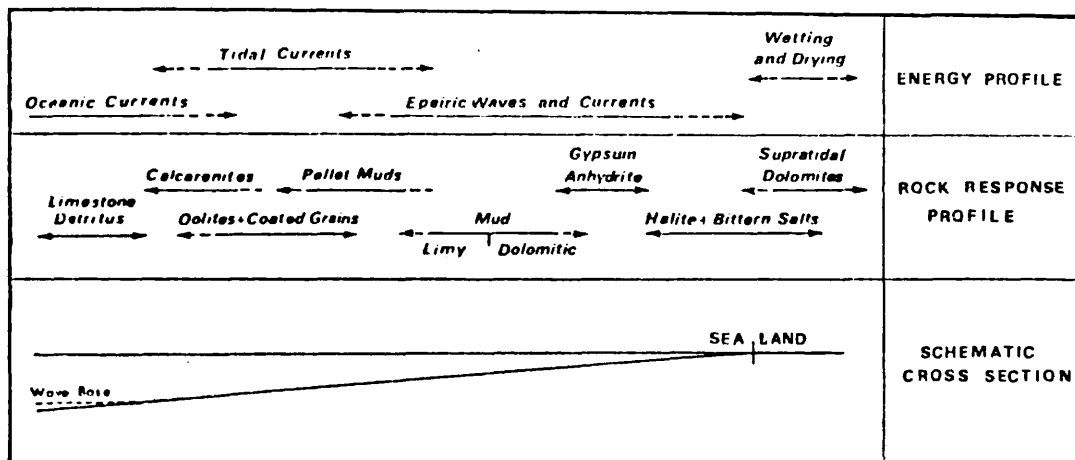 Tidal Currents
Wetting
and Drying
ENERGY PROFILE
Oceanic Currents
Epeiric Waves and Currents
Calcarenites
Pellet Muds
Gypsum
Anhydrite
Supratidal
Dolomites
ROCK RESPONSE
PROFILE
Limestone
Detritus
Oolites+Coated Grains
Mud
Limy Dolomitic
Halite+ Bittern Salts
SEA LAND
SCHEMATIC
CROSS SECTION
Wave Base